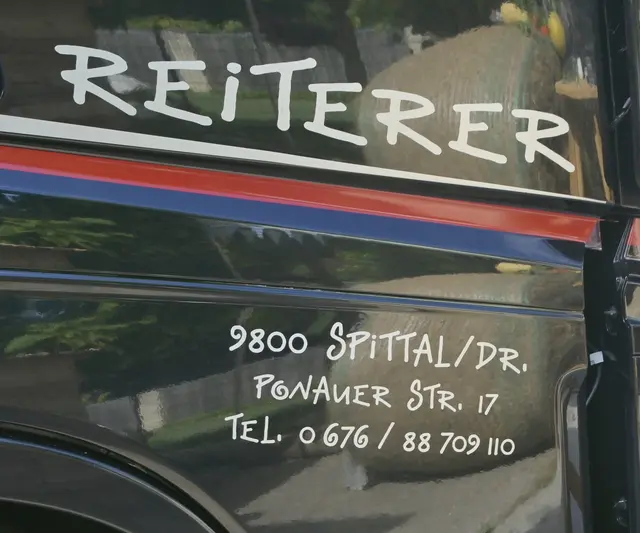 REiTERER
9800 SPiTTAL/DR.
PONAUER STR. 17
TEL. 0676 / 88 709 110